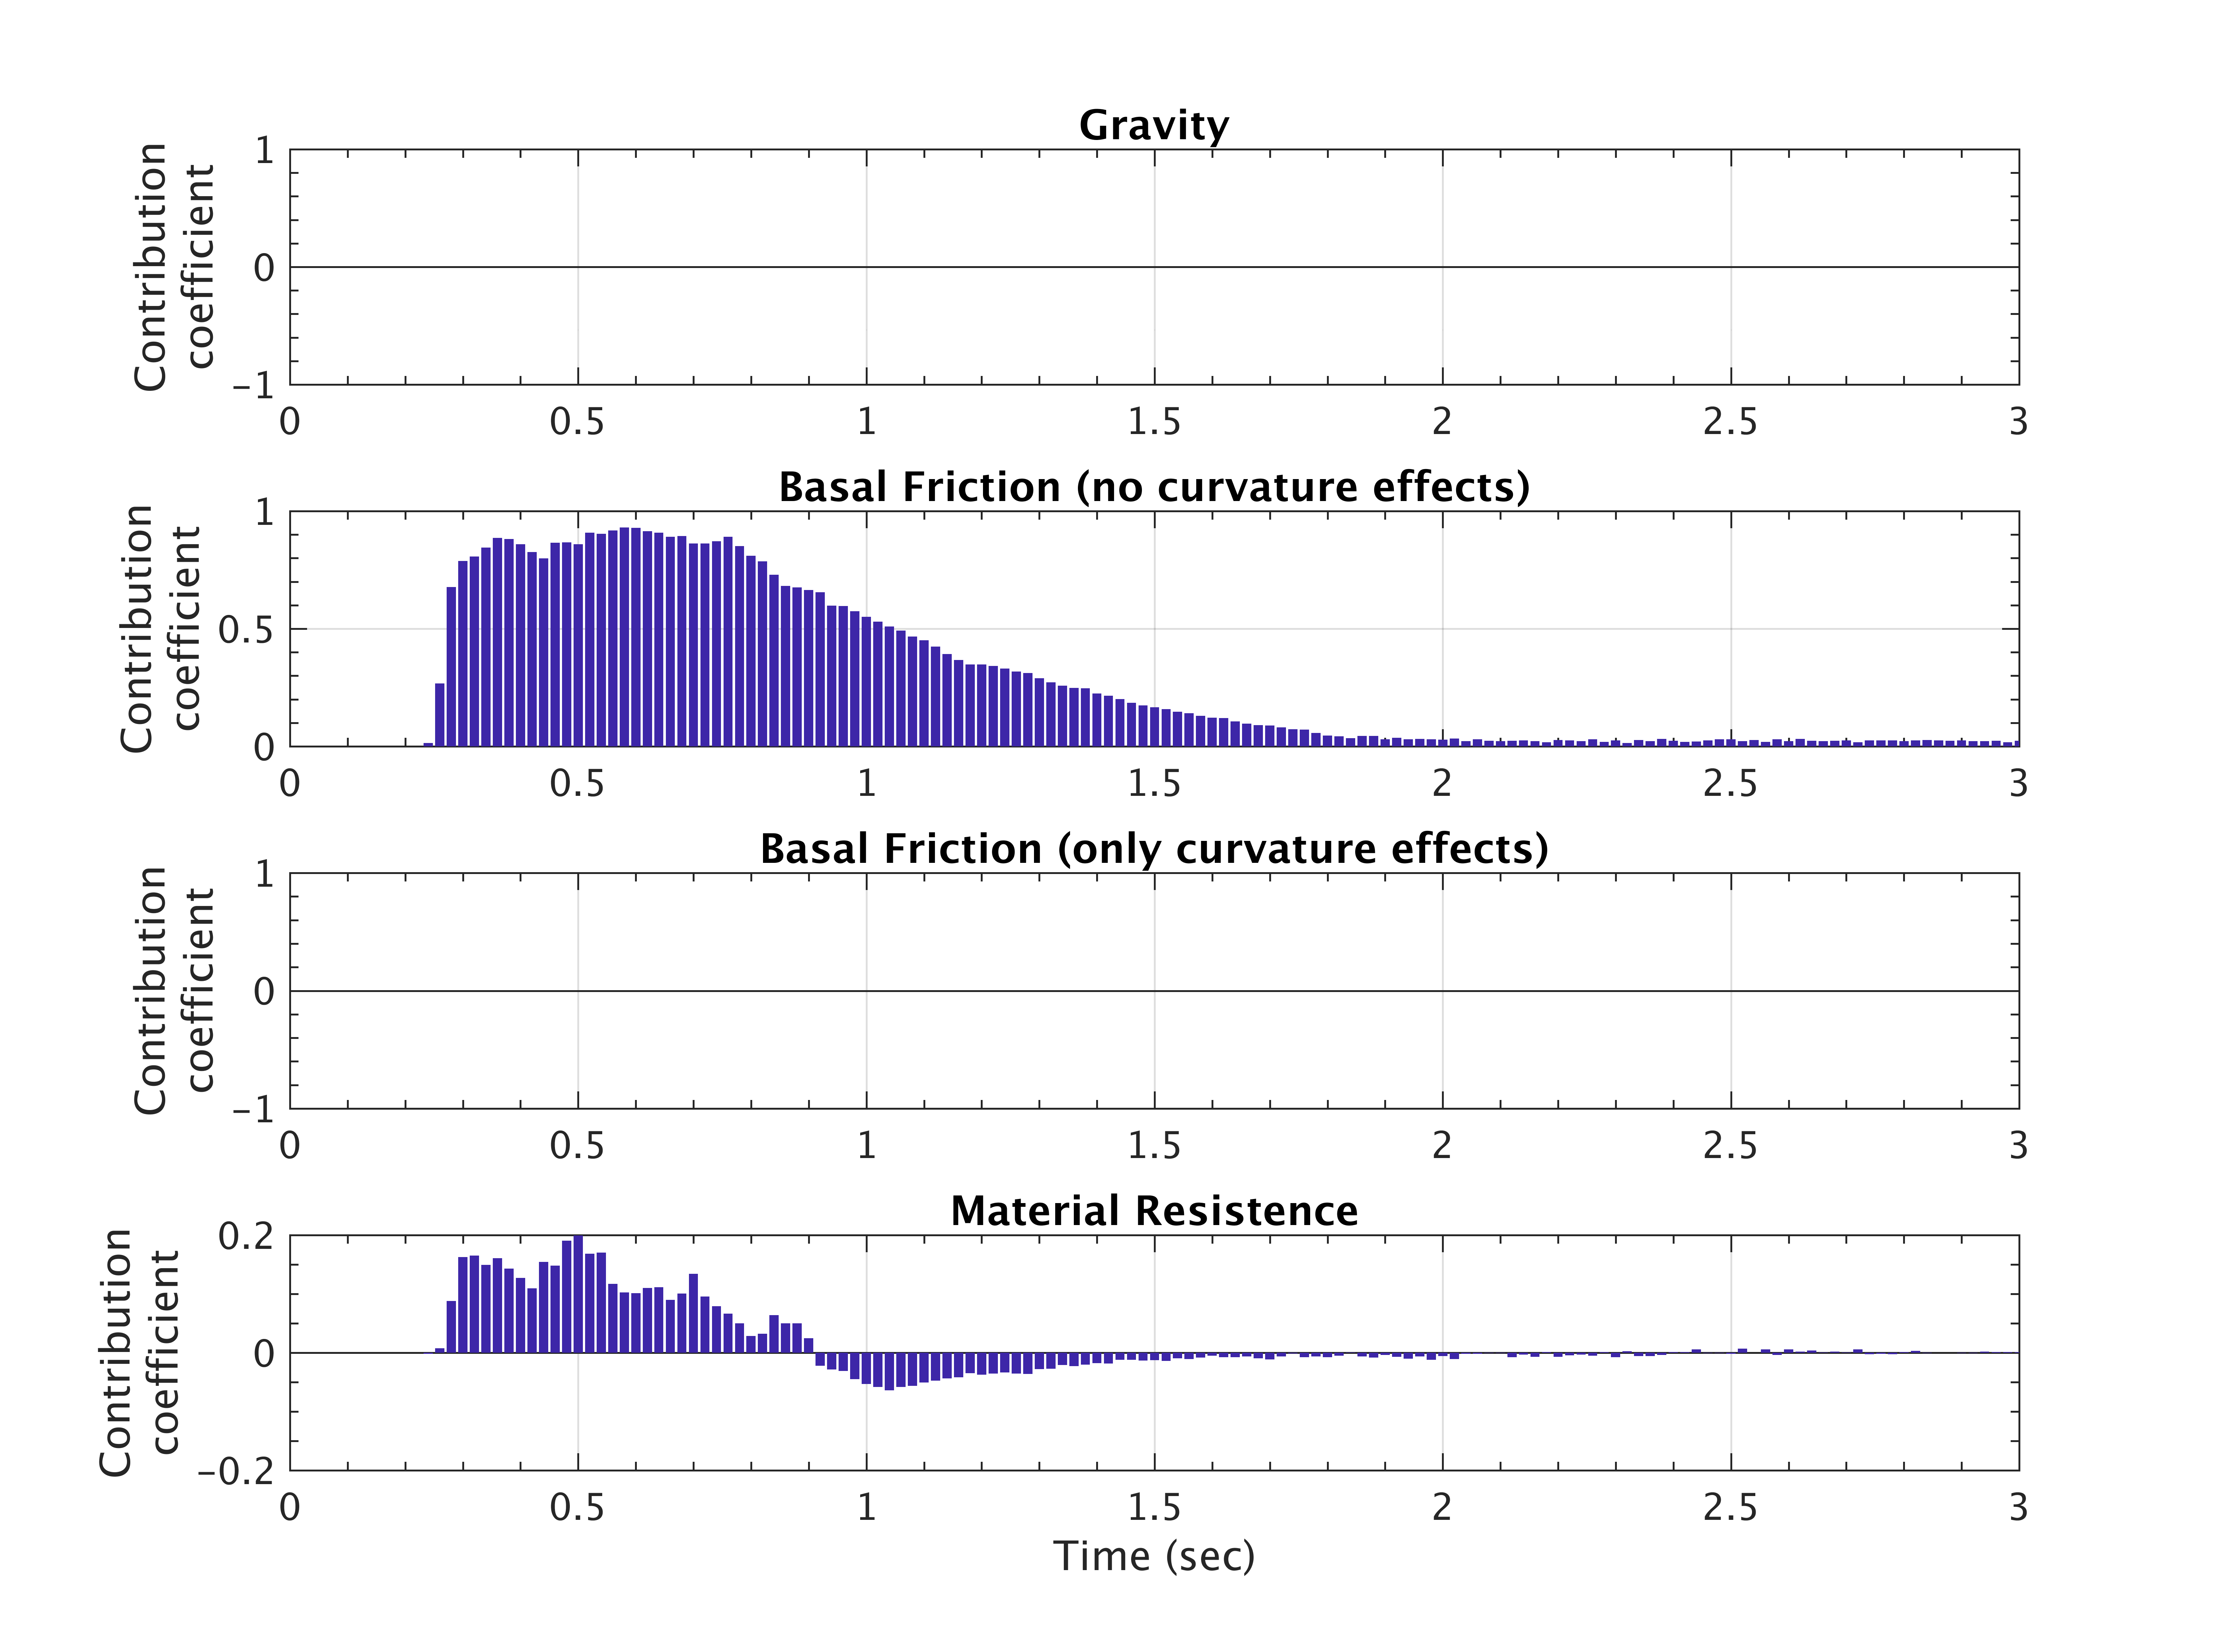 Gravity
Contribution
coefficient
1
0
−1
0 0.5 1 1.5 2 2.5 3
Basal Friction (no curvature effects)
Contribution
coefficient
1
0.5
0
0 0.5 1 1.5 2 2.5 3
Basal Friction (only curvature effects)
Contribution
coefficient
1
0
−1
0 0.5 1 1.5 2 2.5 3
Material Resistence
Contribution
coefficient
0.2
0
−0.2
0 0.5 1 1.5 2 2.5 3
Time (sec)